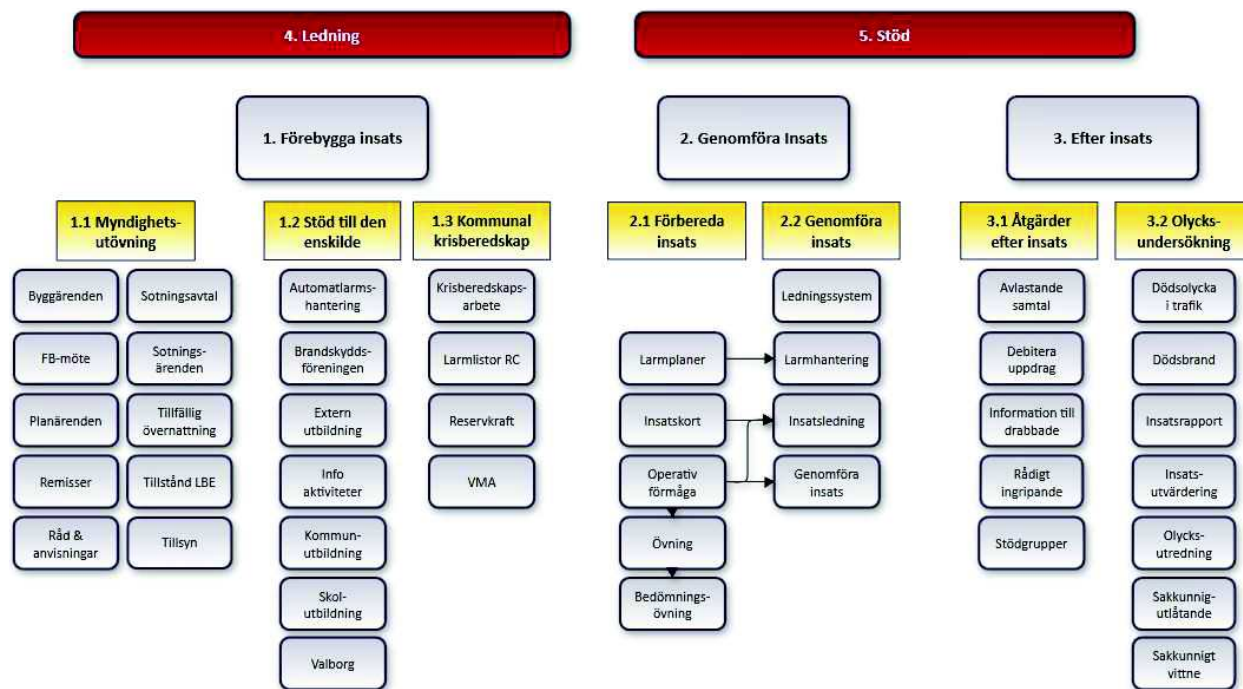 4. Ledning
5. Stöd
1. Förebygga insats
2. Genomföra Insats
3. Efter insats
1.1 Myndighets-
utövning
1.2 Stöd till den
enskilde
1.3 Kommunal
krisberedskap
2.1 Förbereda
insats
2.2 Genomföra
insats
3.1 Åtgärder
efter insats
3.2 Olycks-
undersökning
Byggärenden
FB-möte
Planärenden
Remisser
Råd &
anvisningar
Sotningsavtal
Sotnings-
ärenden
Tillfällig
övernattning
Tillstånd LBE
Tillsyn
Automatlarms-
hantering
Brandskydds-
föreningen
Extern
utbildning
Info
aktiviteter
Kommun-
utbildning
Skol-
utbildning
Valborg
Krisberedskaps-
arbete
Larmlistor RC
Reservkraft
VMA
Larmplaner
Insatskort
Operativ
förmåga
Övning
Bedömnings-
övning
Ledningssystem
Larmhantering
Insatsledning
Genomföra
insats
Avlastande
samtal
Debitera
uppdrag
Information till
drabbade
Rådigt
ingripande
Stödgrupper
Dödsolycka
i trafik
Dödsbrand
Insatsrapport
Insats-
utvärdering
Olycks-
utredning
Sakkunnig-
utlåtande
Sakkunnigt
vittne